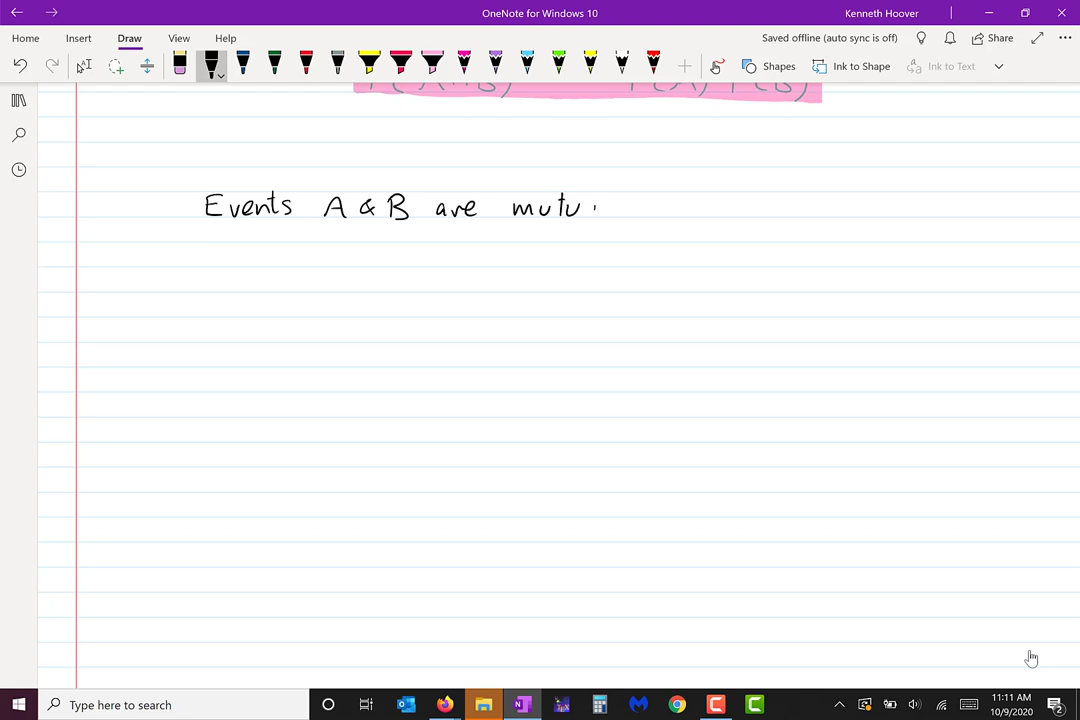 OneNote for Windows 10
Kenneth Hoover
Home Insert Draw View Help
Saved offline (auto sync is off)
Share
Shapes
Ink to Shape
Ink to Text
P(A) P(B)
Events A & B are mutu
Type here to search
11:11 AM
10/9/2020
2